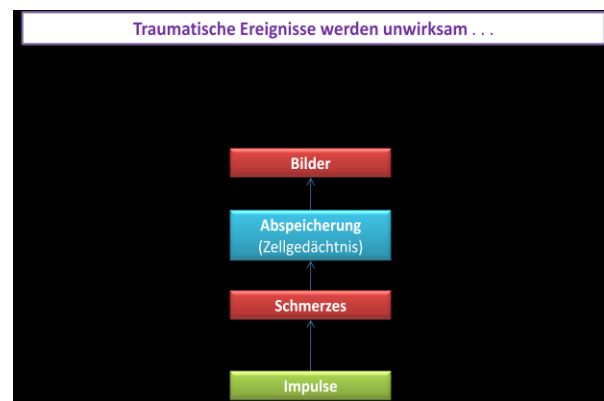 Traumatische Ereignisse werden unwirksam . . .
Bilder
Abspeicherung
(Zellgedächtnis)
Schmerzes
Impulse